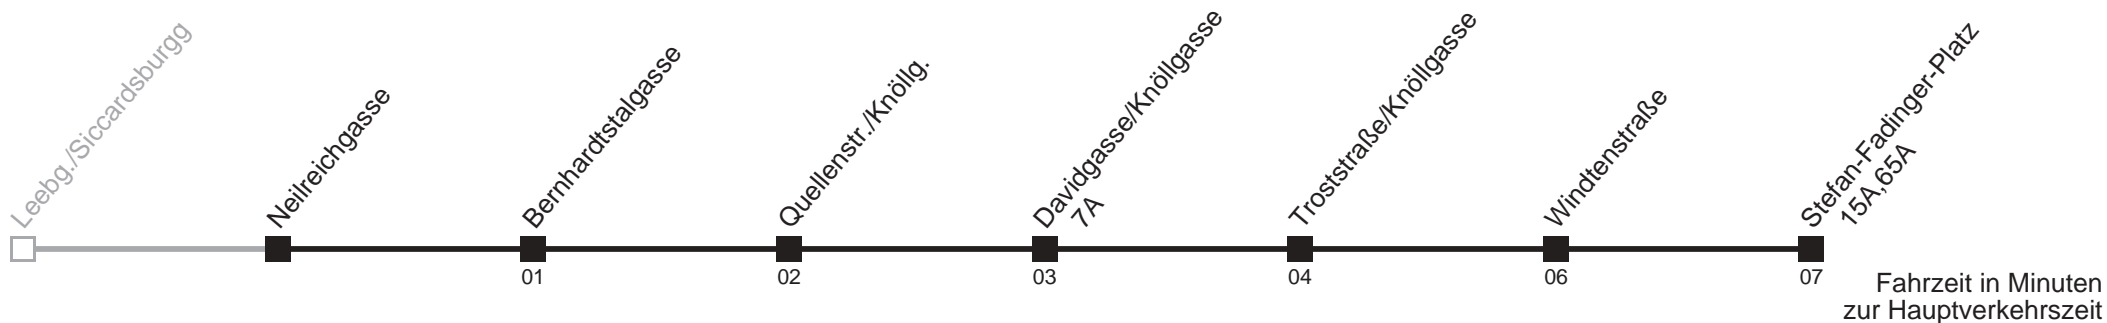 Leebg./Siccardsburgg
Neilreichgasse
Bernhardtstalgasse
Quellenstr./Knöllg.
Davidgasse/Knöllgasse
7A
Troststraße/Knöllgasse
Windtenstraße
Stefan-Fadinger-Platz
15A,65A
01
02
03
04
06
07
Fahrzeit in Minuten
zur Hauptverkehrszeit